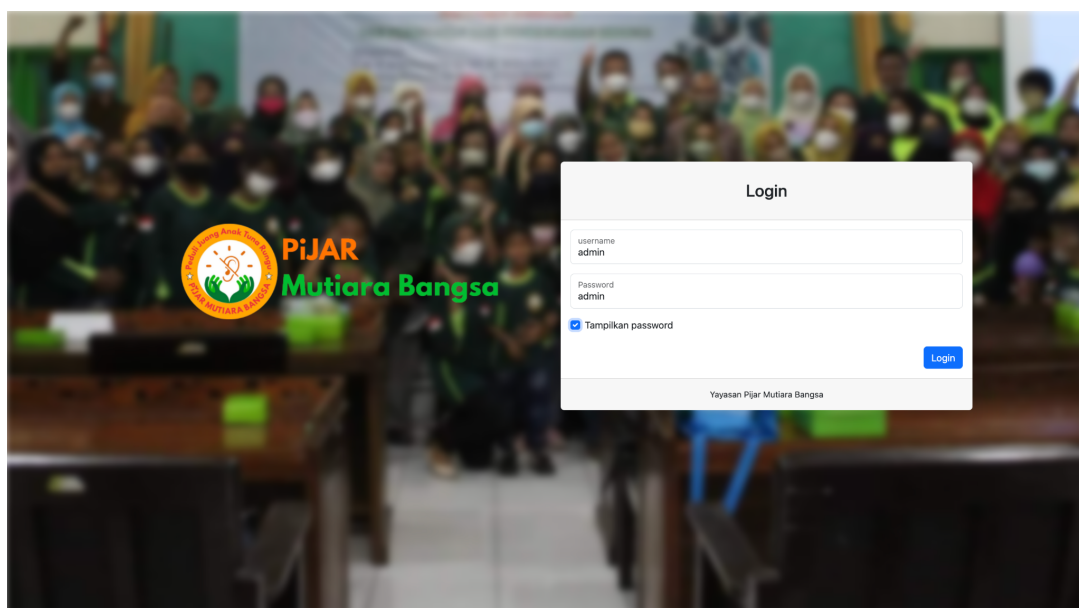 Peduli Juang Anak Tuna Rungu
PIJAR MUTIARA BANGSA
PiJAR
Mutiara Bangsa
Login
username
admin
Password
admin
Tampilkan password
Login
Yayasan Pijar Mutiara Bangsa